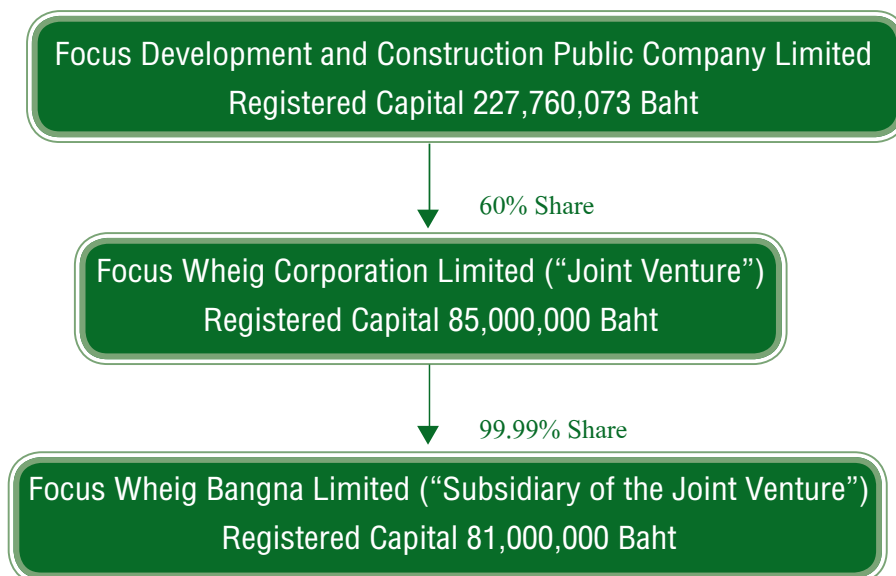 Focus Development and Construction Public Company Limited
Registered Capital 227,760,073 Baht
60% Share
Focus Wheig Corporation Limited (“Joint Venture”)
Registered Capital 85,000,000 Baht
99.99% Share
Focus Wheig Bangna Limited (“Subsidiary of the Joint Venture”)
Registered Capital 81,000,000 Baht